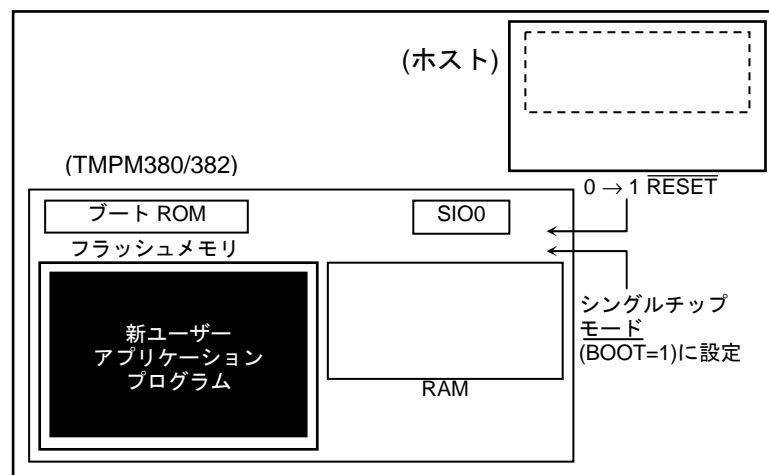 (ホスト)
(TMPM380/382)
0 → 1 RESET
ブート ROM
SIO0
フラッシュメモリ
新ユーザー
アプリケーション
プログラム
シングルチップ
モード
(BOOT=1)に設定
RAM